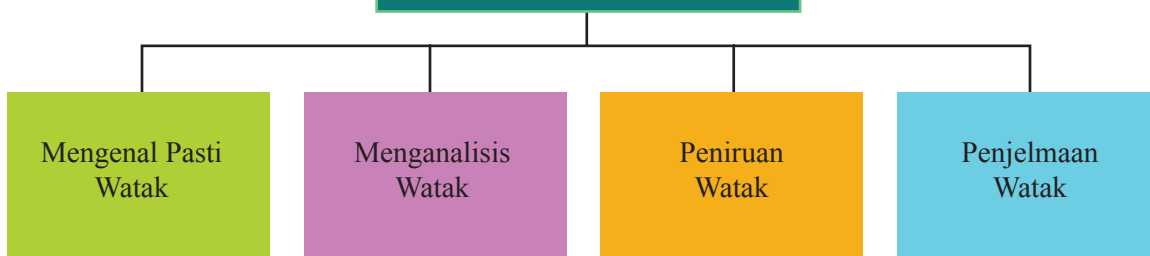 Mengenal Pasti
Watak
Menganalisis
Watak
Peniruan
Watak
Penjelmaan
Watak